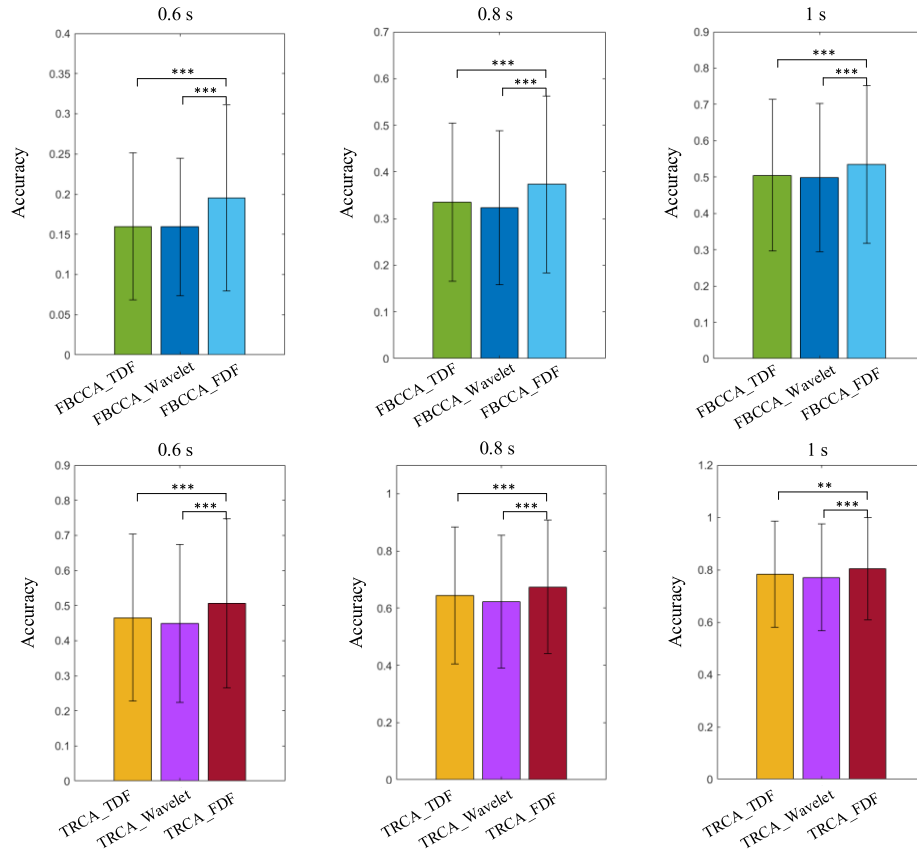 0.6 s
0.8 s
1 s
0.4
0.35
0.3
0.25
0.2
0.15
0.1
0.05
0
Accuracy
***
***
FBCCA_TDF
FBCCA_Wavelet
FBCCA_FDF
0.7
0.6
0.5
0.4
0.3
0.2
0.1
0
Accuracy
***
***
FBCCA_TDF
FBCCA_Wavelet
FBCCA_FDF
0.9
0.8
0.7
0.6
0.5
0.4
0.3
0.2
0.1
0
Accuracy
***
***
FBCCA_TDF
FBCCA_Wavelet
FBCCA_FDF
0.6 s
0.8 s
1 s
0.9
0.8
0.7
0.6
0.5
0.4
0.3
0.2
0.1
0
Accuracy
***
***
TRCA_TDF
TRCA_Wavelet
TRCA_FDF
1
0.8
0.6
0.4
0.2
0
Accuracy
***
***
TRCA_TDF
TRCA_Wavelet
TRCA_FDF
1.2
1
0.8
0.6
0.4
0.2
0
Accuracy
**
***
TRCA_TDF
TRCA_Wavelet
TRCA_FDF